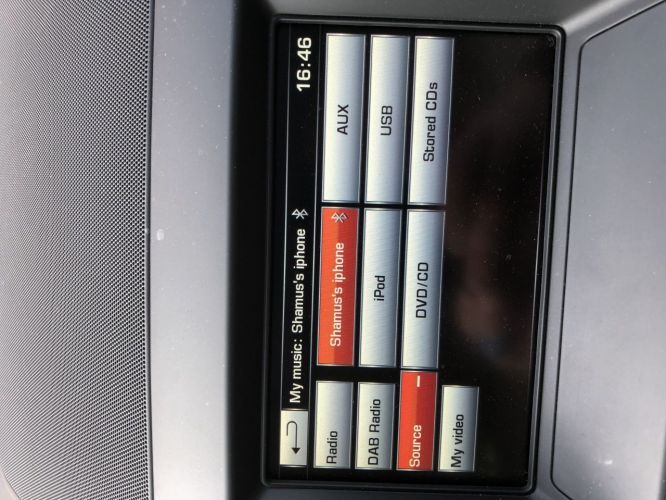 My music: Shamus's iphone 16:46
Radio
DAB Radio
Source –
My video
Shamus's iphone
AUX
iPod
USB
DVD/CD
Stored CDs